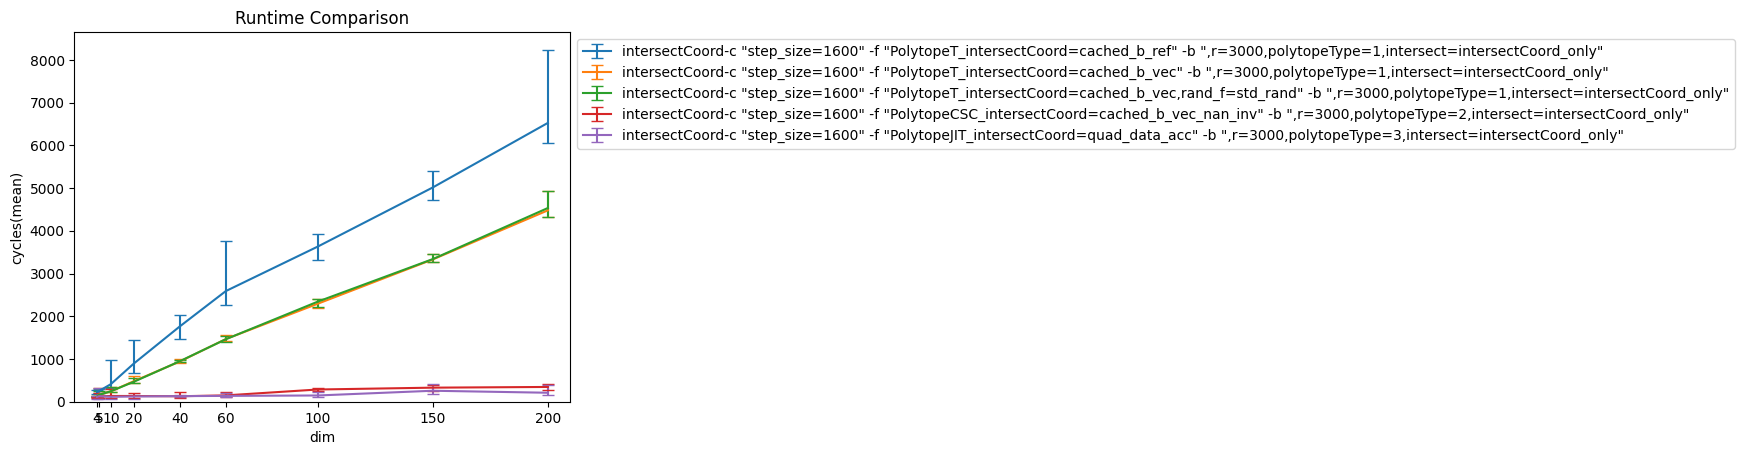 Runtime Comparison
cycles(mean)
8000
7000
6000
5000
4000
3000
2000
1000
0
4 5 10 20 40 60 100 150 200
dim
intersectCoord-c "step_size=1600" -f "PolytopeT_intersectCoord=cached_b_ref" -b ",r=3000,polytopeType=1,intersect=intersectCoord_only"
intersectCoord-c "step_size=1600" -f "PolytopeT_intersectCoord=cached_b_vec" -b ",r=3000,polytopeType=1,intersect=intersectCoord_only"
intersectCoord-c "step_size=1600" -f "PolytopeT_intersectCoord=cached_b_vec,rand_f=std_rand" -b ",r=3000,polytopeType=1,intersect=intersectCoord_only"
intersectCoord-c "step_size=1600" -f "PolytopeCSC_intersectCoord=cached_b_vec_nan_inv" -b ",r=3000,polytopeType=2,intersect=intersectCoord_only"
intersectCoord-c "step_size=1600" -f "PolytopeJIT_intersectCoord=quad_data_acc" -b ",r=3000,polytopeType=3,intersect=intersectCoord_only"